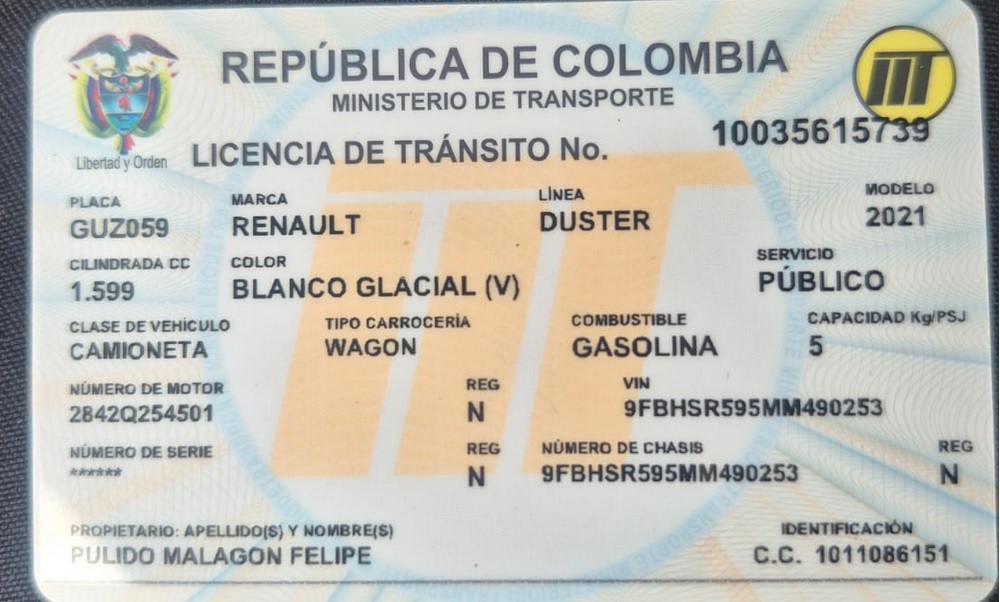 REPÚBLICA DE COLOMBIA
MINISTERIO DE TRANSPORTE
Libertad y Orden
LICENCIA DE TRÁNSITO No. 10035615739
PLACA MARCA LÍNEA MODELO
GUZ059 RENAULT DUSTER 2021
CILINDRADA CC COLOR SERVICIO
1.599 BLANCO GLACIAL (V) PÚBLICO
CLASE DE VEHÍCULO TIPO CARROCERÍA COMBUSTIBLE CAPACIDAD Kg/PSJ
CAMIONETA WAGON GASOLINA 5
NÚMERO DE MOTOR REG VIN
2842Q254501 N 9FBHSR595MM490253
NÚMERO DE SERIE REG NÚMERO DE CHASIS REG
****** N 9FBHSR595MM490253 N
PROPIETARIO: APELLIDO(S) Y NOMBRE(S) IDENTIFICACIÓN
PULIDO MALAGON FELIPE C.C. 1011086151